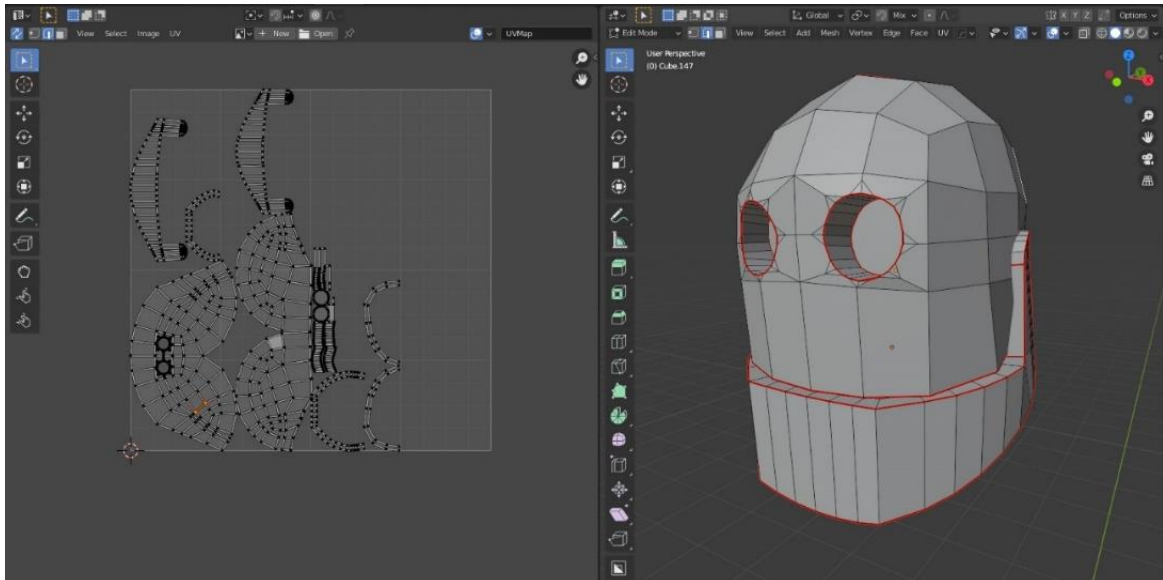 Global
Mix
X Y Z
Options
View Select Image UV
New
Open
UVMap
Edit Mode
View Select Add Mesh Vertex Edge Face UV
User Perspective
(0) Cube.147
Z
Y
X